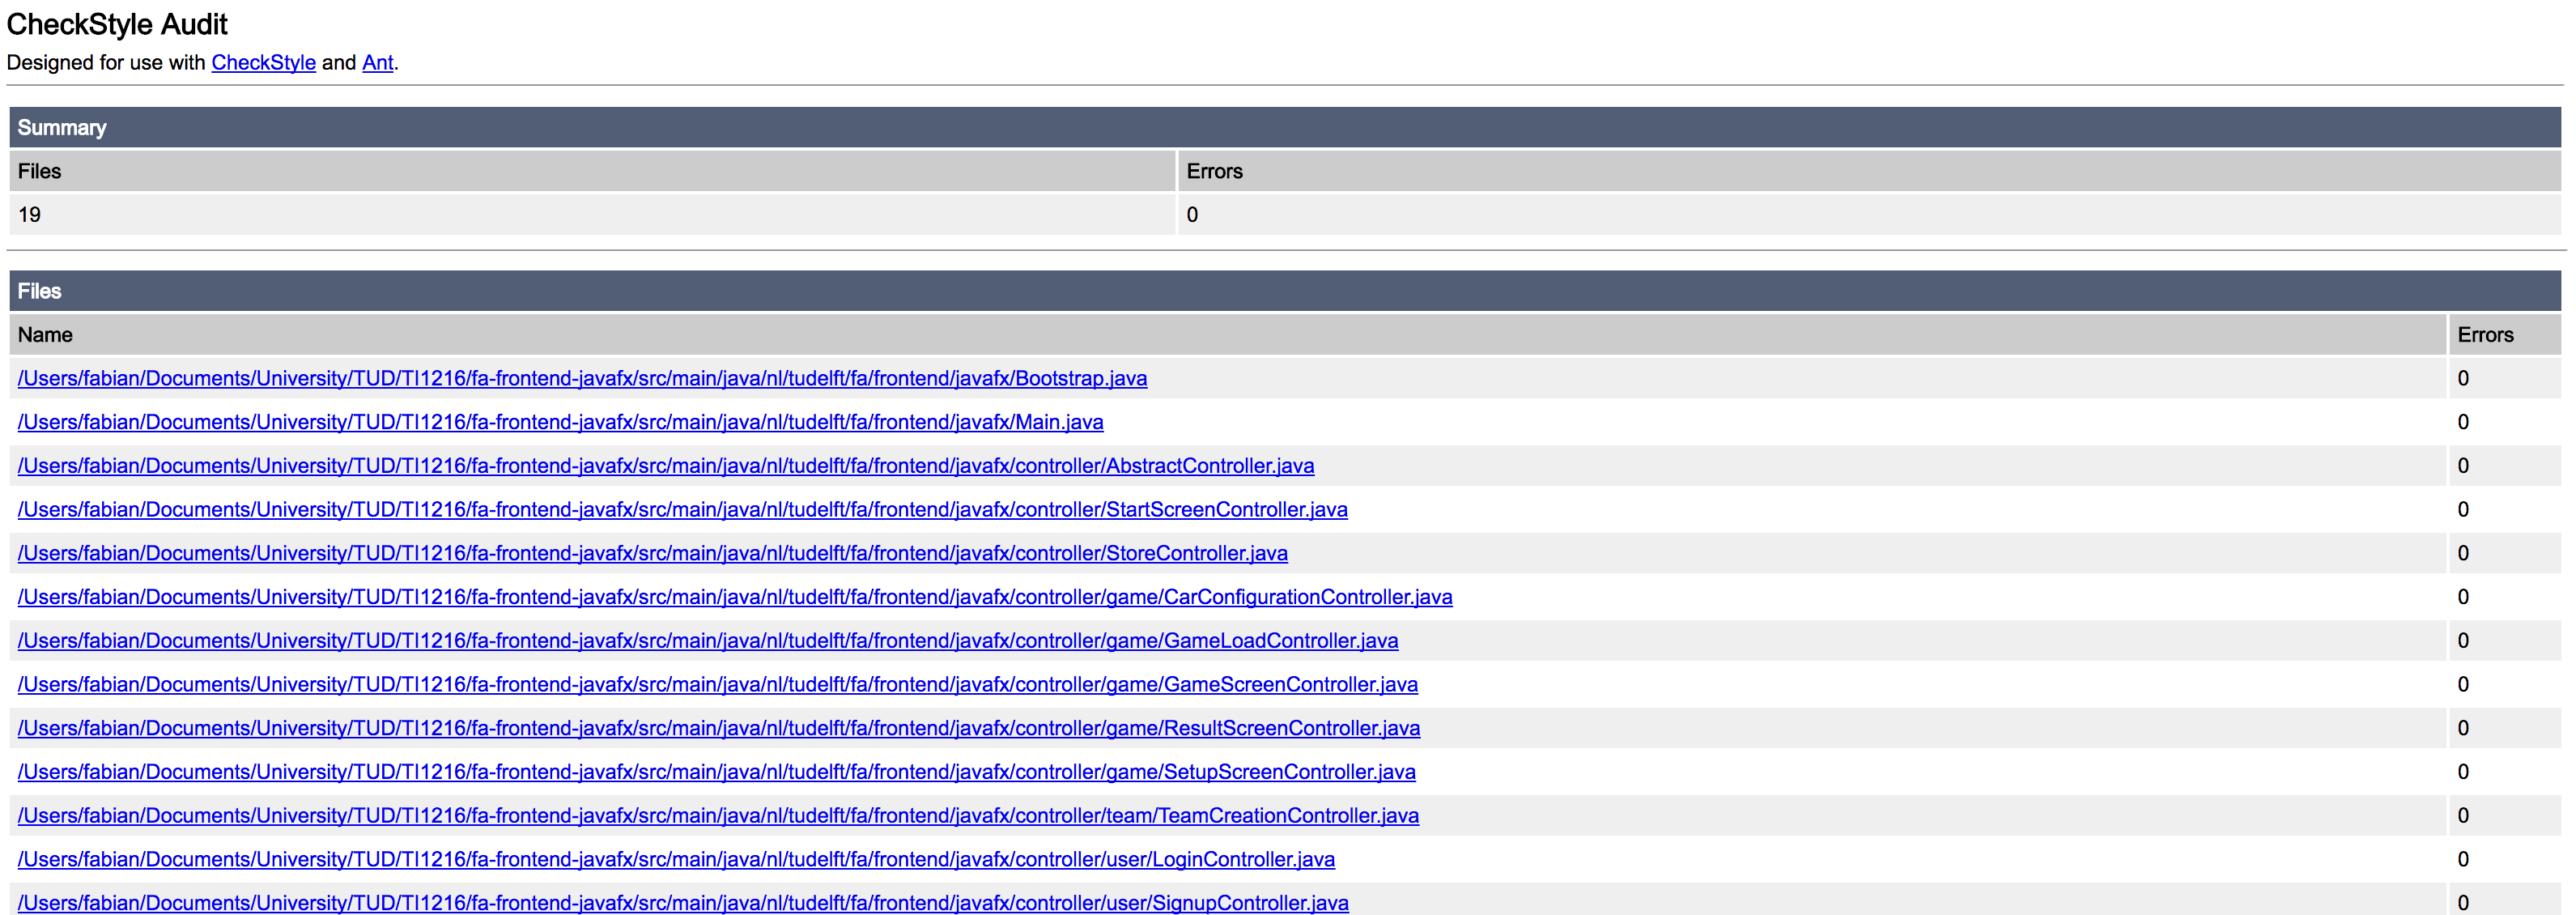 CheckStyle Audit
Designed for use with CheckStyle and Ant.
Summary
Files Errors
19 0
Files
Name Errors
/Users/fabian/Documents/University/TUD/TI1216/fa-frontend-javafx/src/main/java/nl/tudelft/fa/frontend/javafx/Bootstrap.java 0
/Users/fabian/Documents/University/TUD/TI1216/fa-frontend-javafx/src/main/java/nl/tudelft/fa/frontend/javafx/Main.java 0
/Users/fabian/Documents/University/TUD/TI1216/fa-frontend-javafx/src/main/java/nl/tudelft/fa/frontend/javafx/controller/AbstractController.java 0
/Users/fabian/Documents/University/TUD/TI1216/fa-frontend-javafx/src/main/java/nl/tudelft/fa/frontend/javafx/controller/StartScreenController.java 0
/Users/fabian/Documents/University/TUD/TI1216/fa-frontend-javafx/src/main/java/nl/tudelft/fa/frontend/javafx/controller/StoreController.java 0
/Users/fabian/Documents/University/TUD/TI1216/fa-frontend-javafx/src/main/java/nl/tudelft/fa/frontend/javafx/controller/game/CarConfigurationController.java 0
/Users/fabian/Documents/University/TUD/TI1216/fa-frontend-javafx/src/main/java/nl/tudelft/fa/frontend/javafx/controller/game/GameLoadController.java 0
/Users/fabian/Documents/University/TUD/TI1216/fa-frontend-javafx/src/main/java/nl/tudelft/fa/frontend/javafx/controller/game/GameScreenController.java 0
/Users/fabian/Documents/University/TUD/TI1216/fa-frontend-javafx/src/main/java/nl/tudelft/fa/frontend/javafx/controller/game/ResultScreenController.java 0
/Users/fabian/Documents/University/TUD/TI1216/fa-frontend-javafx/src/main/java/nl/tudelft/fa/frontend/javafx/controller/game/SetupScreenController.java 0
/Users/fabian/Documents/University/TUD/TI1216/fa-frontend-javafx/src/main/java/nl/tudelft/fa/frontend/javafx/controller/team/TeamCreationController.java 0
/Users/fabian/Documents/University/TUD/TI1216/fa-frontend-javafx/src/main/java/nl/tudelft/fa/frontend/javafx/controller/user/LoginController.java 0
/Users/fabian/Documents/University/TUD/TI1216/fa-frontend-javafx/src/main/java/nl/tudelft/fa/frontend/javafx/controller/user/SignupController.java 0